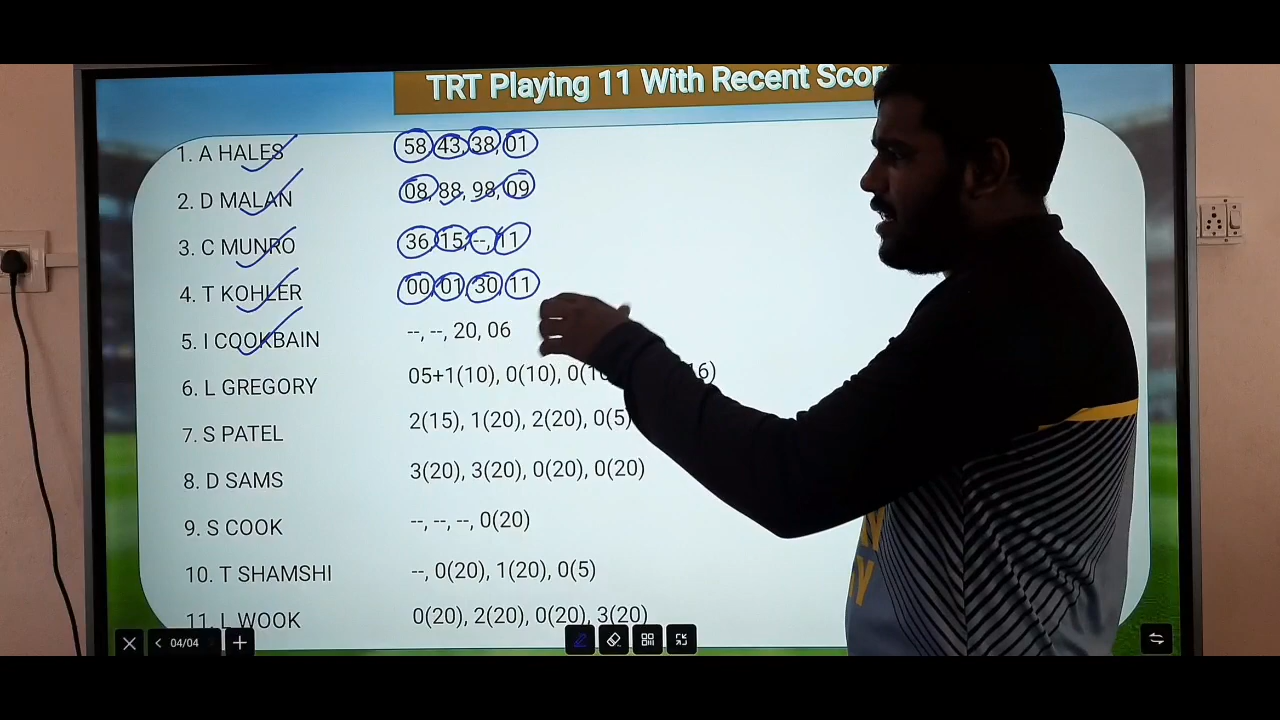 TRT Playing 11 With Recent
1. A HALES 58, 43, 38, 01
2. D MALAN 08, 88, 98, 09
3. C MUNRO 36, 15, --, 11
4. T KOHLER 00, 01, 30, 11
5. I COOKBAIN --, --, 20, 06
6. L GREGORY 05+1(10), 0(10),
7. S PATEL 2(15), 1(20), 2(20), 0(5)
8. D SAMS 3(20), 3(20), 0(20), 0(20)
9. S COOK --, --, --, 0(20)
10. T SHAMSHI --, 0(20), 1(20), 0(5)
11. L WOOK 0(20), 2(20), 0(20), 3(20)
04/04